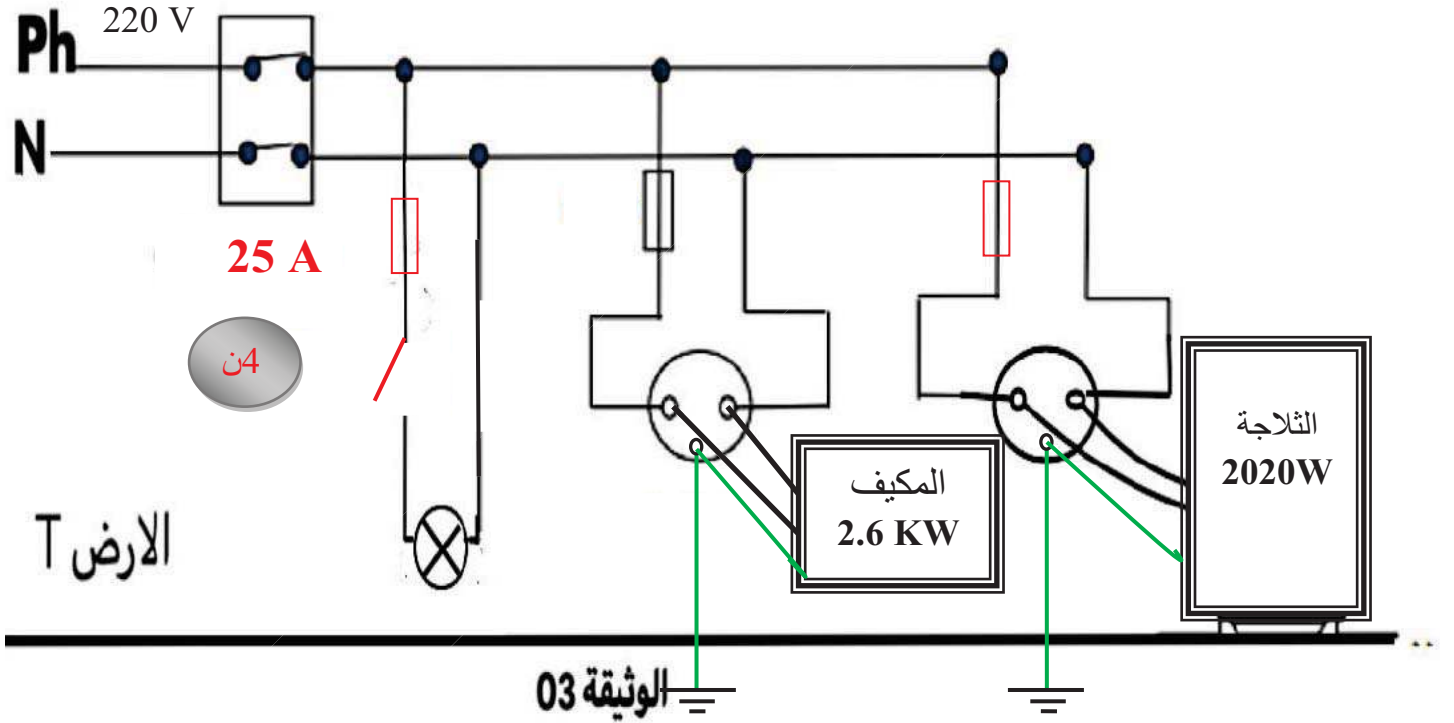 220 V
Ph
N
25 A
4ن
الثلاجة
2020W
المكيف
2.6 KW
الارض T
الوثيقة 03